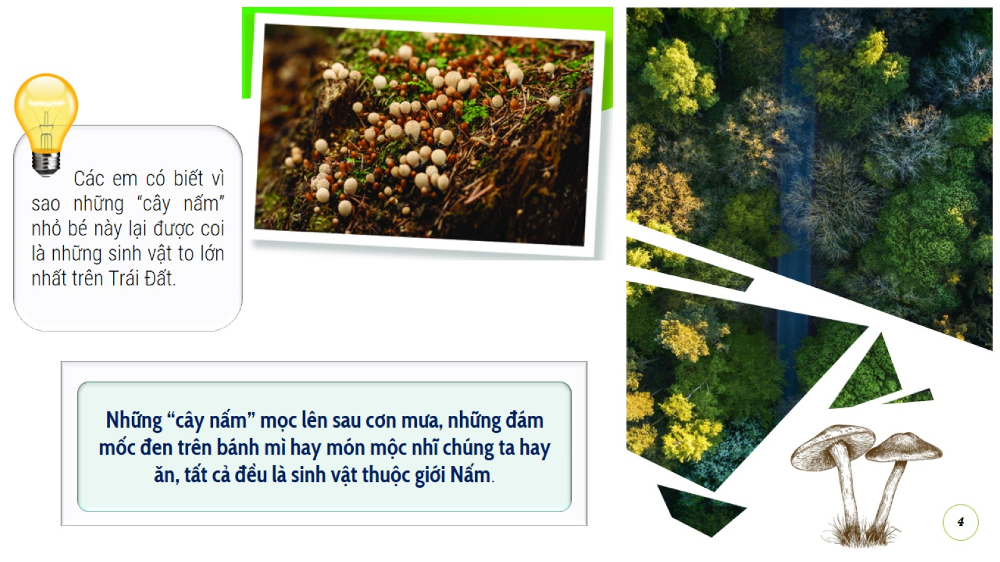 Các em có biết vì
sao những “cây nấm”
nhỏ bé này lại được coi
là những sinh vật to lớn
nhất trên Trái Đất.
Những “cây nấm” mọc lên sau cơn mưa, những đám
mốc đen trên bánh mì hay món mộc nhĩ chúng ta hay
ăn, tất cả đều là sinh vật thuộc giới Nấm.
4